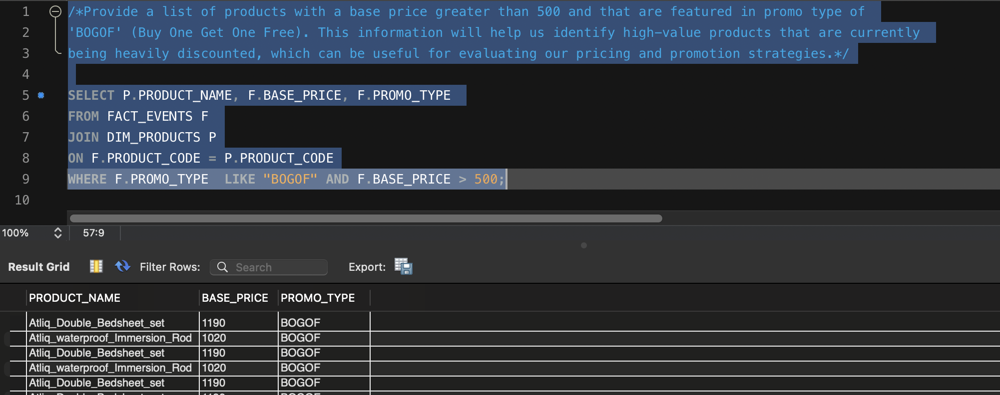 1 /*Provide a list of products with a base price greater than 500 and that are featured in promo type of
2 'BOGOF' (Buy One Get One Free). This information will help us identify high-value products that are currently
3 being heavily discounted, which can be useful for evaluating our pricing and promotion strategies.*/
4
5 SELECT P.PRODUCT_NAME, F.BASE_PRICE, F.PROMO_TYPE
6 FROM FACT_EVENTS F
7 JOIN DIM_PRODUCTS P
8 ON F.PRODUCT_CODE = P.PRODUCT_CODE
9 WHERE F.PROMO_TYPE  LIKE "BOGOF" AND F.BASE_PRICE > 500;
10
100% 57:9
Result Grid Filter Rows: Search Export:
PRODUCT_NAME BASE_PRICE PROMO_TYPE
Atliq_Double_Bedsheet_set 1190 BOGOF
Atliq_waterproof_Immersion_Rod 1020 BOGOF
Atliq_Double_Bedsheet_set 1190 BOGOF
Atliq_waterproof_Immersion_Rod 1020 BOGOF
Atliq_Double_Bedsheet_set 1190 BOGOF